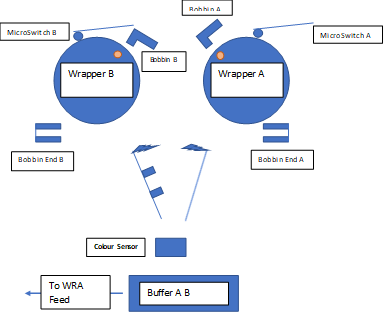 Bobbin A
MicroSwitch B
MicroSwitch A
Bobbin B
Wrapper B
Wrapper A
Bobbin End B
Bobbin End A
Colour Sensor
To WRA
Feed
Buffer A B